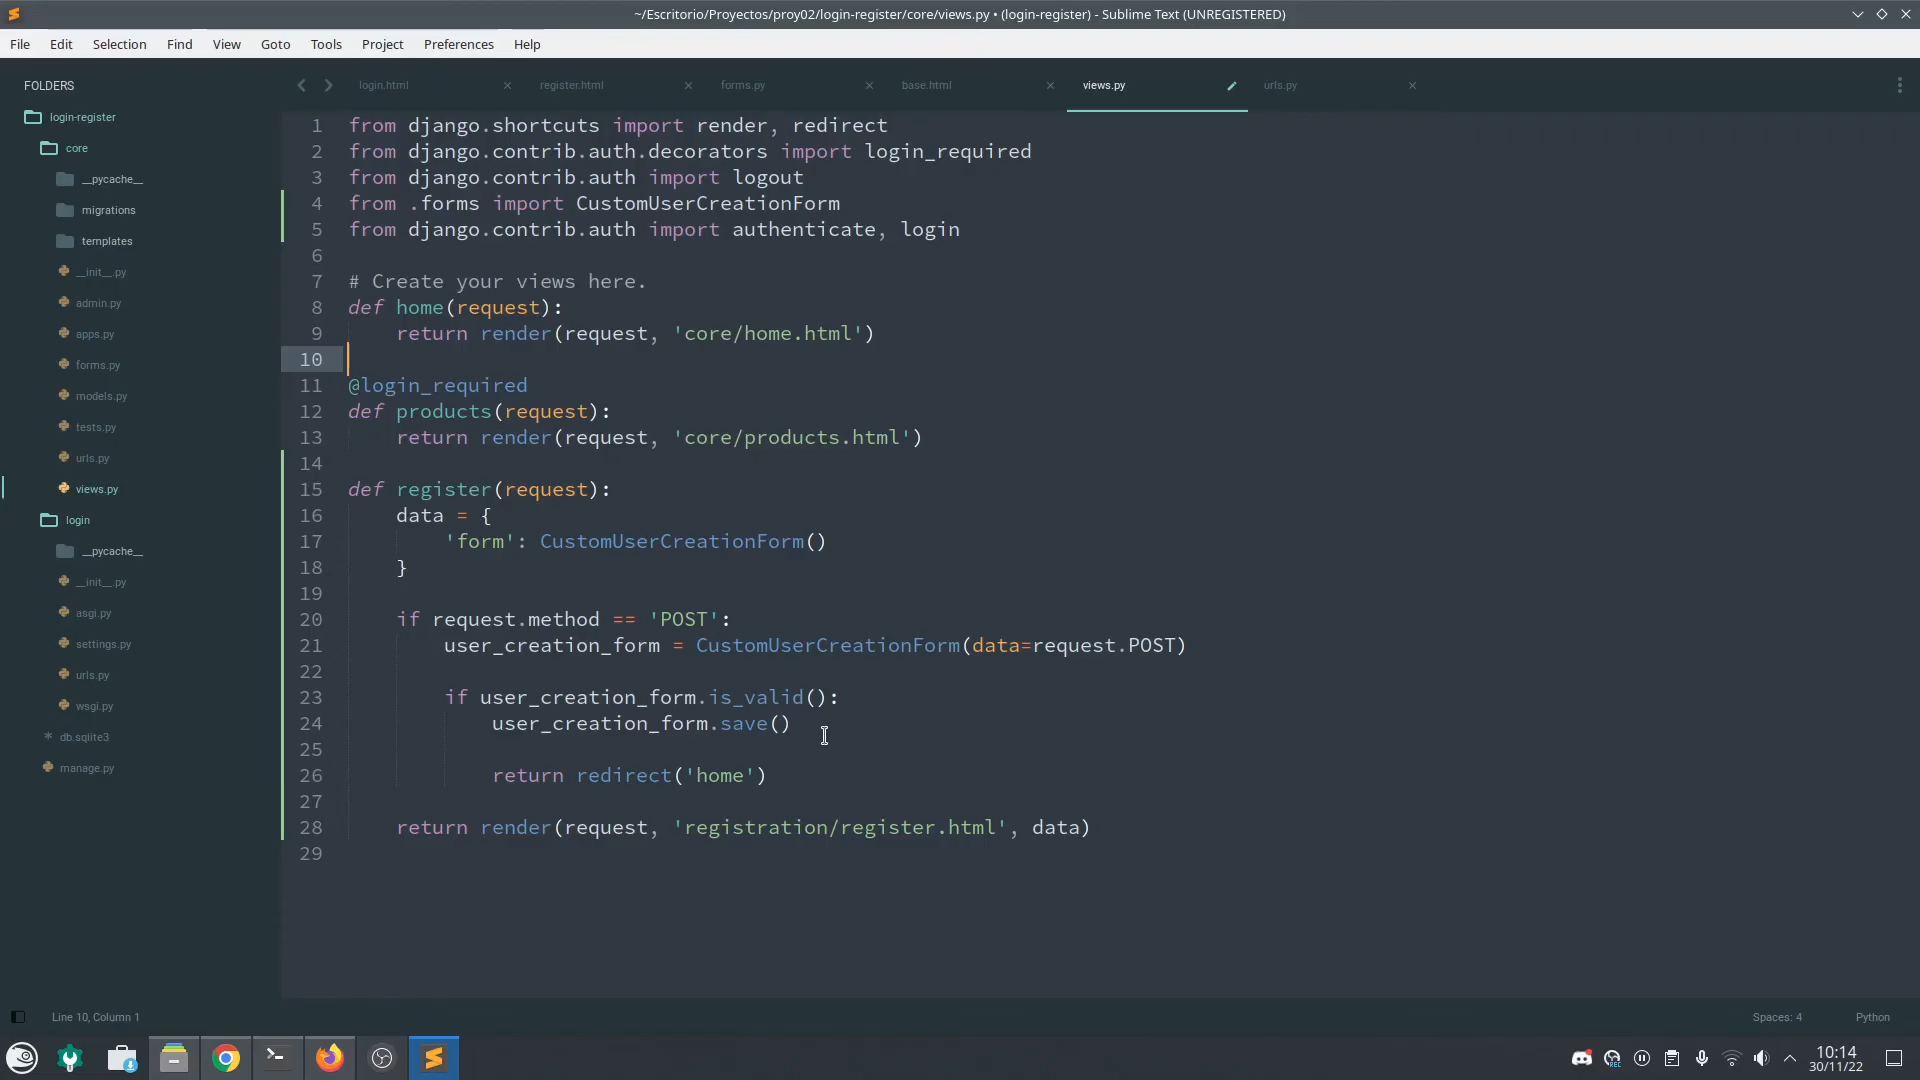 ~/Escritorio/Proyectos/proy02/login-register/core/views.py • (login-register) - Sublime Text (UNREGISTERED)
File Edit Selection Find View Goto Tools Project Preferences Help
FOLDERS
login-register
core
__pycache__
migrations
templates
__init__.py
admin.py
apps.py
forms.py
models.py
tests.py
urls.py
views.py
login
__pycache__
__init__.py
asgi.py
settings.py
urls.py
wsgi.py
db.sqlite3
manage.py
login.html register.html forms.py base.html views.py urls.py
1 from django.shortcuts import render, redirect
2 from django.contrib.auth.decorators import login_required
3 from django.contrib.auth import logout
4 from .forms import CustomUserCreationForm
5 from django.contrib.auth import authenticate, login
6
7 # Create your views here.
8 def home(request):
9     return render(request, 'core/home.html')
10
11 @login_required
12 def products(request):
13     return render(request, 'core/products.html')
14
15 def register(request):
16     data = {
17         'form': CustomUserCreationForm()
18     }
19
20     if request.method == 'POST':
21         user_creation_form = CustomUserCreationForm(data=request.POST)
22
23         if user_creation_form.is_valid():
24             user_creation_form.save()
25
26             return redirect('home')
27
28     return render(request, 'registration/register.html', data)
29
Line 10, Column 1
Spaces: 4 Python
10:14
30/11/22